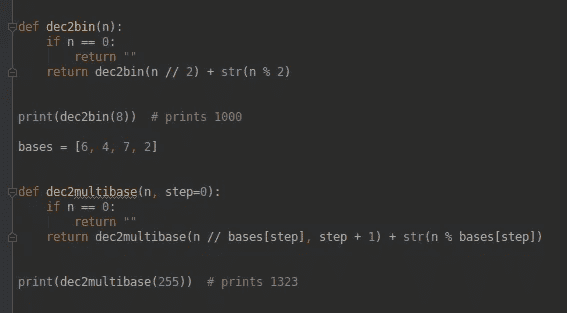 def dec2bin(n):
    if n == 0:
        return ""
    return dec2bin(n // 2) + str(n % 2)
print(dec2bin(8))  # prints 1000
bases = [6, 4, 7, 2]
def dec2multibase(n, step=0):
    if n == 0:
        return ""
    return dec2multibase(n // bases[step], step + 1) + str(n % bases[step])
print(dec2multibase(255))  # prints 1323